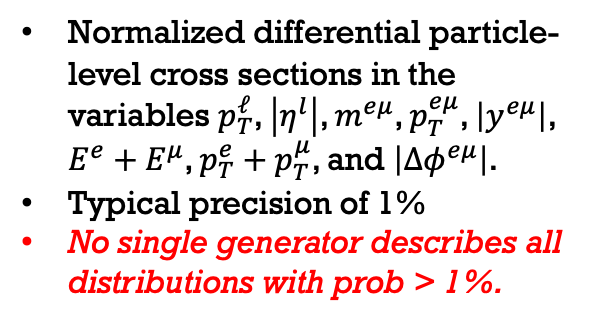 • Normalized differential particle-
level cross sections in the
variables $p_T^{\ell}, |\eta^{l}|, m^{e\mu}, p_T^{e\mu}, |y^{e\mu}|,$
$E^{e} + E^{\mu}, p_T^{e} + p_T^{\mu}$, and $|\Delta\phi^{e\mu}|$.
• Typical precision of 1%
• No single generator describes all
distributions with prob > 1%.